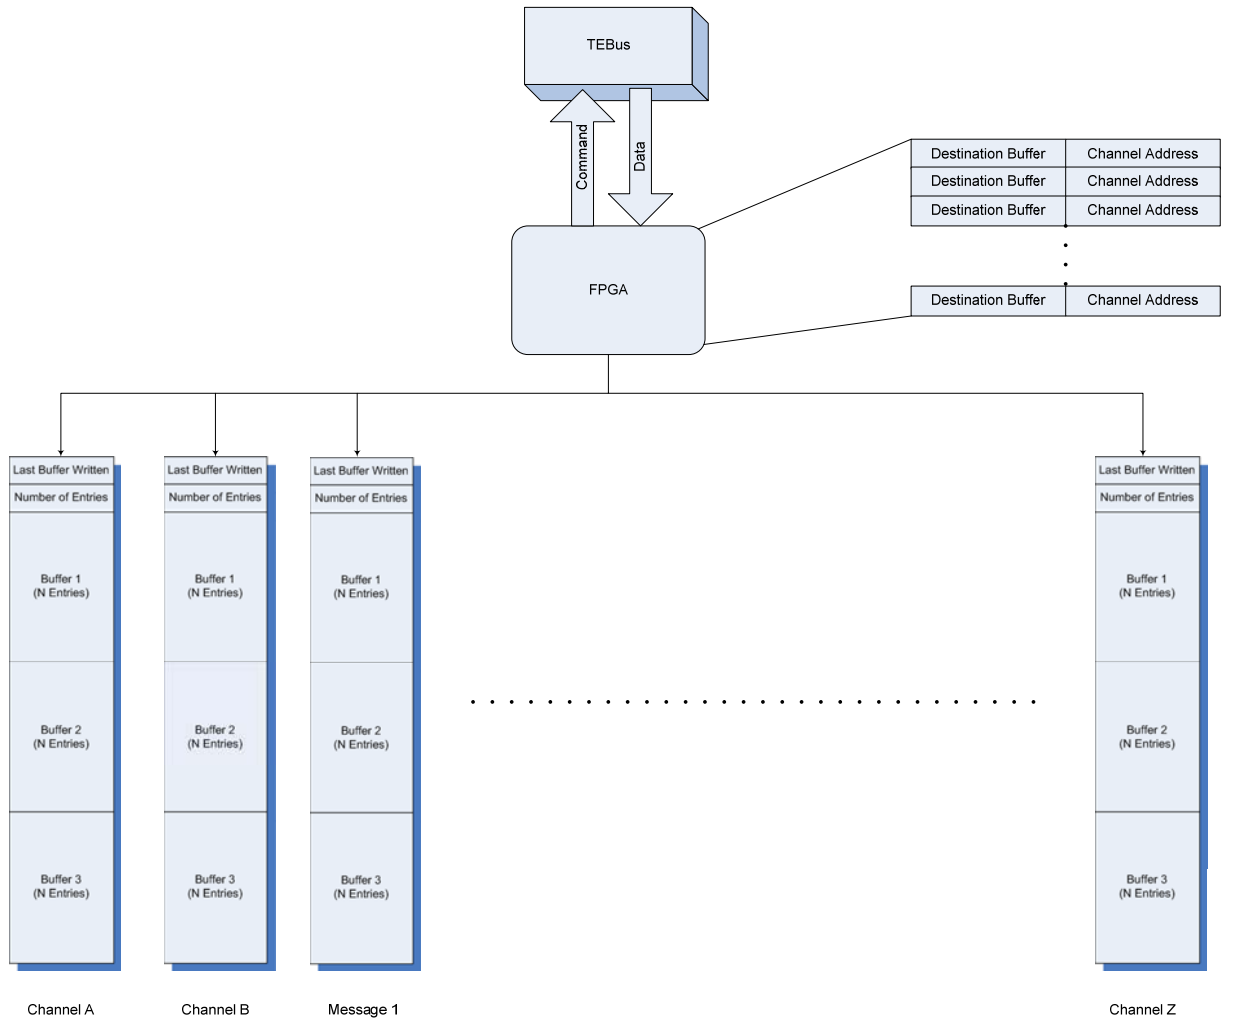 TEBus
Command
Data
Destination Buffer Channel Address
Destination Buffer Channel Address
Destination Buffer Channel Address
Destination Buffer Channel Address
FPGA
Last Buffer Written
Number of Entries
Buffer 1
(N Entries)
Buffer 2
(N Entries)
Buffer 3
(N Entries)
Channel A
Last Buffer Written
Number of Entries
Buffer 1
(N Entries)
Buffer 2
(N Entries)
Buffer 3
(N Entries)
Channel B
Last Buffer Written
Number of Entries
Buffer 1
(N Entries)
Buffer 2
(N Entries)
Buffer 3
(N Entries)
Message 1
Last Buffer Written
Number of Entries
Buffer 1
(N Entries)
Buffer 2
(N Entries)
Buffer 3
(N Entries)
Channel Z